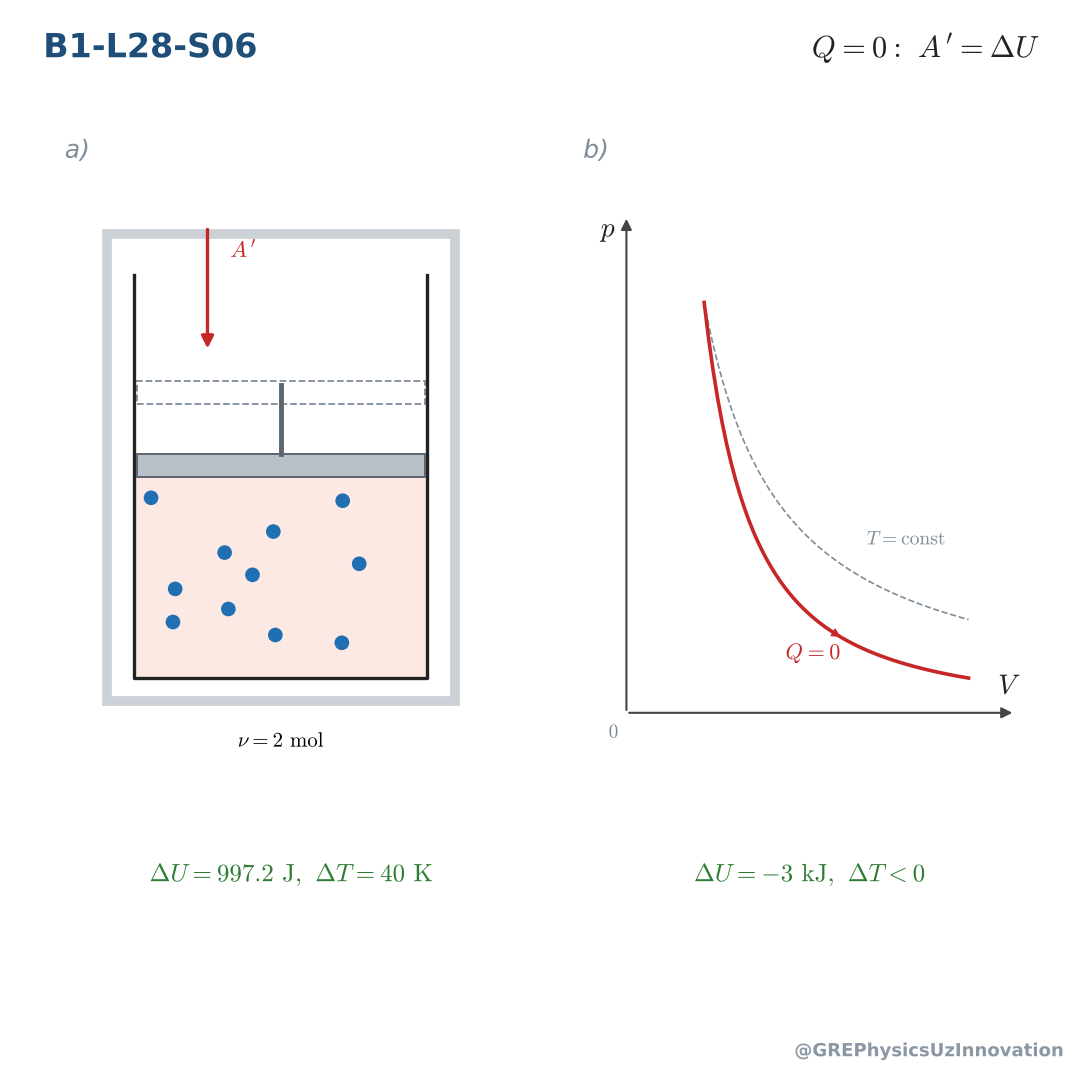 B1-L28-S06
Q = 0 : A′ = ΔU
a)
b)
A′
p
T = const
Q = 0
V
0
ν = 2 mol
ΔU = 997.2 J, ΔT = 40 K
ΔU = −3 kJ, ΔT < 0
@GREPhysicsUzInnovation